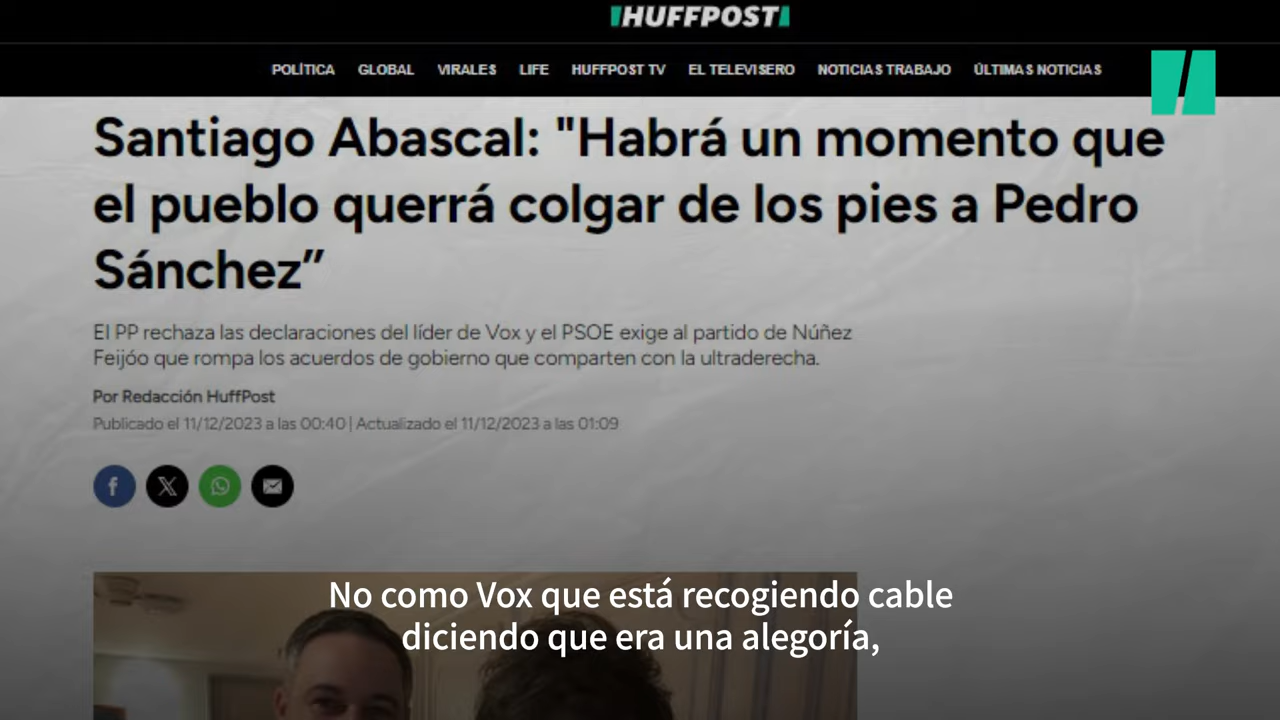 HUFFPOST
POLÍTICA GLOBAL VIRALES LIFE HUFFPOST TV EL TELEVISERO NOTICIAS TRABAJO ÚLTIMAS NOTICIAS
Santiago Abascal: "Habrá un momento que
el pueblo querrá colgar de los pies a Pedro
Sánchez”
El PP rechaza las declaraciones del líder de Vox y el PSOE exige al partido de Núñez
Feijóo que rompa los acuerdos de gobierno que comparten con la ultraderecha.
Por Redacción HuffPost
Publicado el 11/12/2023 a las 00:40 | Actualizado el 11/12/2023 a las 01:09
No como Vox que está recogiendo cable
diciendo que era una alegoría,